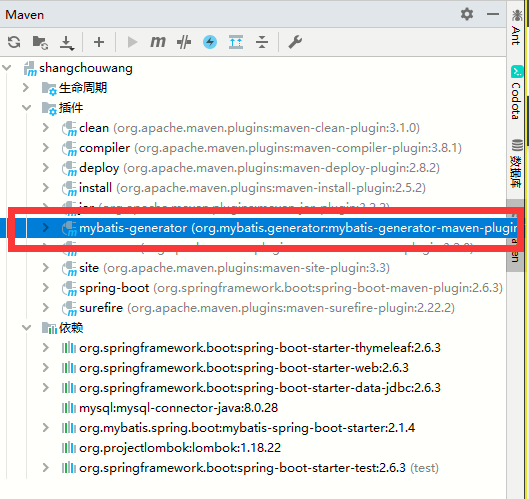 Maven
shangchouwang
生命周期
插件
clean (org.apache.maven.plugins:maven-clean-plugin:3.1.0)
compiler (org.apache.maven.plugins:maven-compiler-plugin:3.8.1)
deploy (org.apache.maven.plugins:maven-deploy-plugin:2.8.2)
install (org.apache.maven.plugins:maven-install-plugin:2.5.2)
mybatis-generator (org.mybatis.generator:mybatis-generator-maven-plugin
site (org.apache.maven.plugins:maven-site-plugin:3.3)
spring-boot (org.springframework.boot:spring-boot-maven-plugin:2.6.3)
surefire (org.apache.maven.plugins:maven-surefire-plugin:2.22.2)
依赖
org.springframework.boot:spring-boot-starter-thymeleaf:2.6.3
org.springframework.boot:spring-boot-starter-web:2.6.3
org.springframework.boot:spring-boot-starter-data-jdbc:2.6.3
mysql:mysql-connector-java:8.0.28
org.mybatis.spring.boot:mybatis-spring-boot-starter:2.1.4
org.projectlombok:lombok:1.18.22
org.springframework.boot:spring-boot-starter-test:2.6.3 (test)
Ant
Codota
数据库